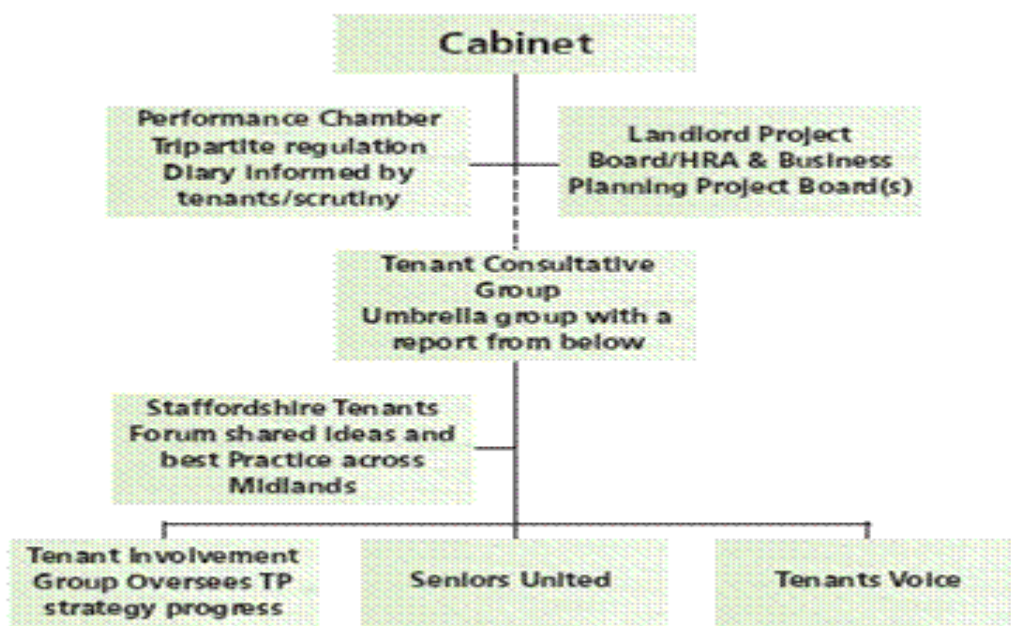 Cabinet
Performance Chamber
Tripartite regulation
Diary informed by
tenants/scrutiny
Landlord Project
Board/HRA & Business
Planning Project Board(s)
Tenant Consultative
Group
Umbrella group with a
report from below
Staffordshire Tenants
Forum shared ideas and
best Practice across
Midlands
Tenant Involvement
Group Oversees TP
strategy progress
Seniors United
Tenants Voice